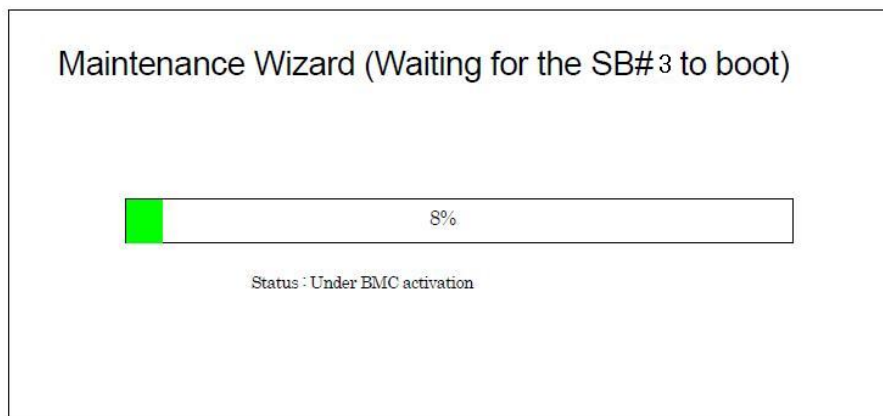 Maintenance Wizard (Waiting for the SB#3 to boot)
8%
Status : Under BMC activation